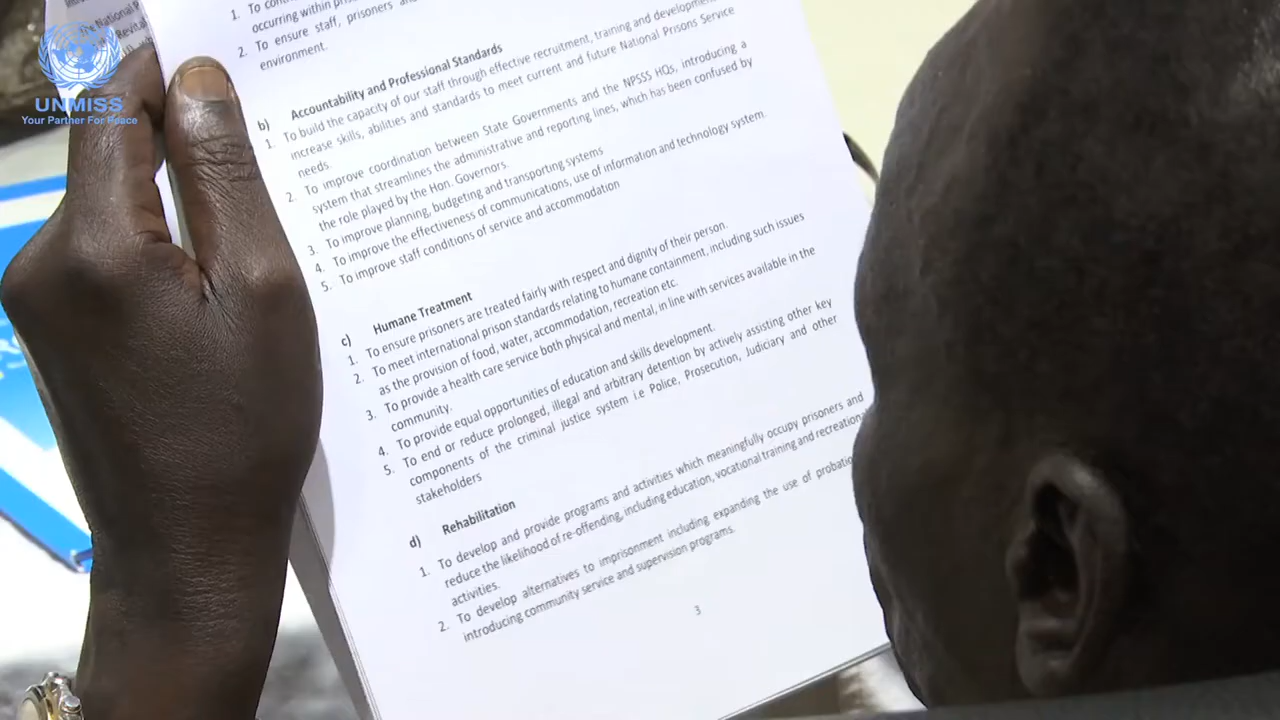 UNMISS
Your Partner For Peace
The National P
Revital
1. To
occurring within
2. To ensure staff, prisoners
environment.
b) Accountability and Professional Standards
1. To build the capacity of our staff through effective recruitment, training and
increase skills, abilities and standards to meet current and future National Prisons Service
needs.
2. To improve coordination between State Governments and the NPSSS HQs, introducing a
system that streamlines the administrative and reporting lines, which has been confused by
the role played by the Hon. Governors.
3. To improve planning, budgeting and transporting systems
4. To improve the effectiveness of communications, use of information and technology system.
5. To improve staff conditions of service and accommodation
c) Humane Treatment
1. To ensure prisoners are treated fairly with respect and dignity of their person.
2. To meet international prison standards relating to humane containment, including such issues
as the provision of food, water, accommodation, recreation etc.
3. To provide a health care service both physical and mental, in line with services available in the
community.
4. To provide equal opportunities of education and skills development.
5. To end or reduce prolonged, illegal and arbitrary detention by actively assisting other key
components of the criminal justice system i.e Police, Prosecution, Judiciary and other
stakeholders
d) Rehabilitation
1. To develop and provide programs and activities which meaningfully occupy prisoners and
reduce the likelihood of re-offending, including education, vocational training and recreational
activities.
2. To develop alternatives to imprisonment including expanding the use of probatio
introducing community service and supervision programs.
3